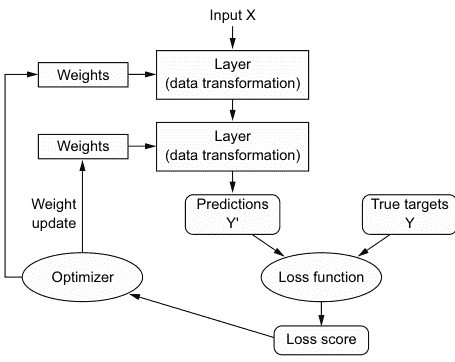 Input X
Layer
(data transformation)
Weights
Layer
(data transformation)
Weights
Weight
update
Predictions
Y'
True targets
Y
Optimizer
Loss function
Loss score